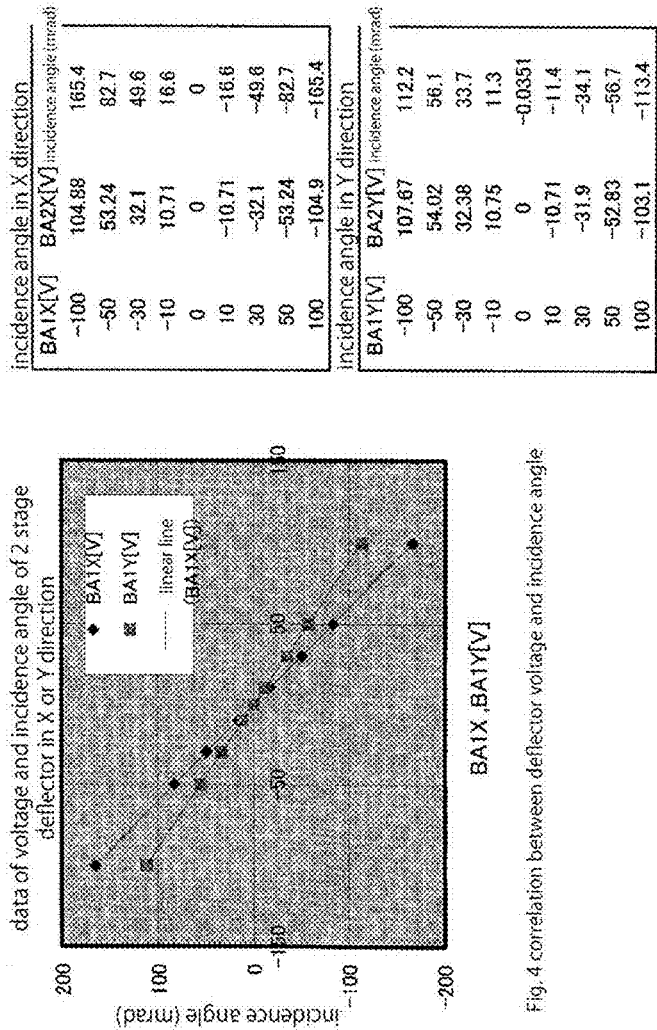 data of voltage and incidence angle of 2 stage
deflector in X or Y direction
200
100
0
-100
-200
-150
-50
50
150
incidence angle (mrad)
BA1X[V]
BA1Y[V]
linear line
(BA1X[V])
BA1X ,BA1Y[V]
incidence angle in X direction
BA1X[V] BA2X[V] incidence angle (mrad)
-100 104.88 165.4
-50 53.24 82.7
-30 32.1 49.6
-10 10.71 16.6
0 0 0
10 -10.71 -16.6
30 -32.1 -49.6
50 -53.24 -82.7
100 -104.9 -165.4
incidence angle in Y direction
BA1Y[V] BA2Y[V] incidence angle (mrad)
-100 107.67 112.2
-50 54.02 56.1
-30 32.38 33.7
-10 10.75 11.3
0 0 -0.0351
10 -10.71 -11.4
30 -31.9 -34.1
50 -52.83 -56.7
100 -103.1 -113.4
Fig. 4 correlation between deflector voltage and incidence angle